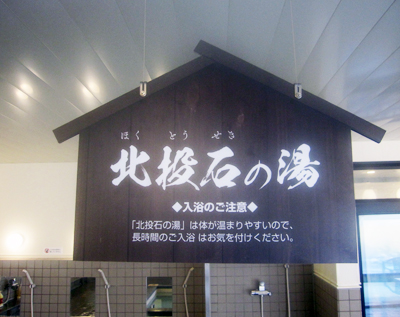 ほく とう せき
北投石の湯
◆入浴のご注意◆
「北投石の湯」は体が温まりやすいので、
長時間のご入浴 はお気を付けください。